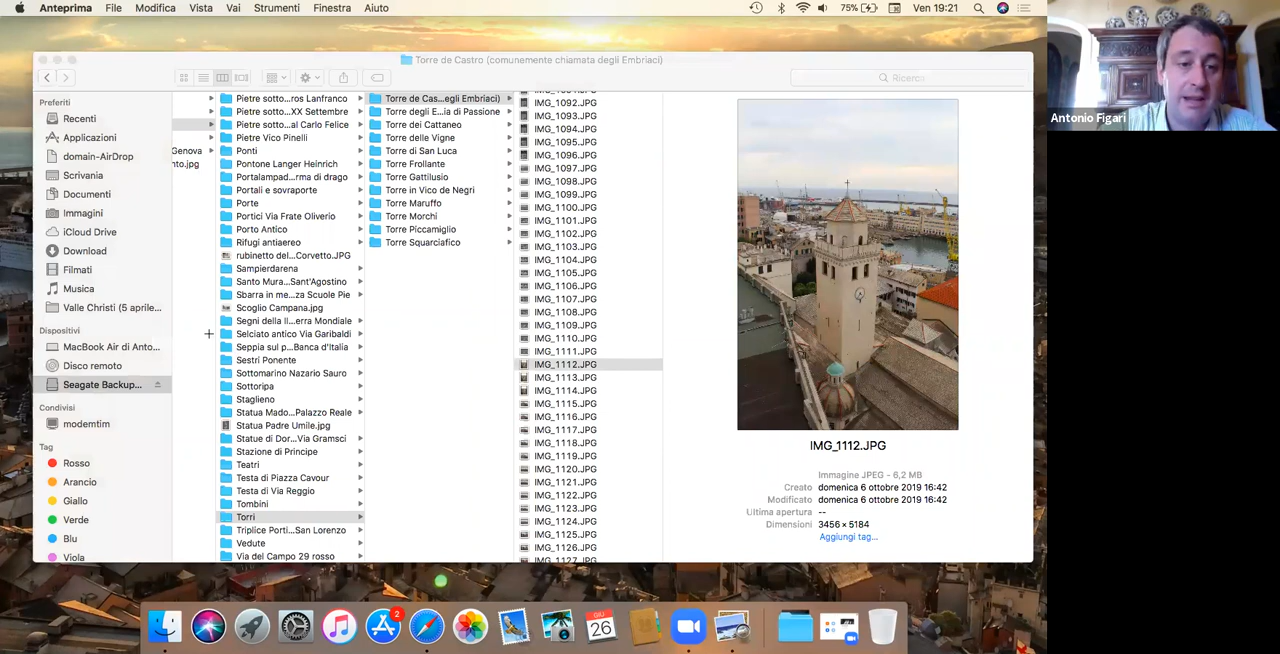 Anteprima File Modifica Vista Vai Strumenti Finestra Aiuto 75% Ven 19:21
Torre de Castro (comunemente chiamata degli Embriaci)
Ricerca
Preferiti
Recenti
Applicazioni
domain-AirDrop
Scrivania
Documenti
Immagini
iCloud Drive
Download
Filmati
Musica
Valle Christi (5 aprile...
Dispositivi
MacBook Air di Anto...
Disco remoto
Seagate Backup...
Condivisi
modemtim
Tag
Rosso
Arancio
Giallo
Verde
Blu
Viola
Genova
nto.jpg
Pietre sotto...ros Lanfranco
Pietre sotto...XX Settembre
Pietre sotto...al Carlo Felice
Pietre Vico Pinelli
Ponti
Pontone Langer Heinrich
Portalampad...rma di drago
Portali e sovraporte
Porte
Portici Via Frate Oliverio
Porto Antico
Rifugi antiaereo
rubinetto del...Corvetto.JPG
Sampierdarena
Santo Mura...Sant'Agostino
Sbarra in me...za Scuole Pie
Scoglio Campana.jpg
Segni della II...erra Mondiale
Selciato antico Via Garibaldi
Seppia sul p...Banca d'Italia
Sestri Ponente
Sottomarino Nazario Sauro
Sottoripa
Staglieno
Statua Mado...Palazzo Reale
Statua Padre Umile.jpg
Statue di Dor...Via Gramsci
Stazione di Principe
Teatri
Testa di Piazza Cavour
Testa di Via Reggio
Tombini
Torri
Triplice Porti...San Lorenzo
Vedute
Via del Campo 29 rosso
Torre de Cas...egli Embriaci)
Torre degli E...ia di Passione
Torre dei Cattaneo
Torre delle Vigne
Torre di San Luca
Torre Frollante
Torre Gattilusio
Torre in Vico de Negri
Torre Maruffo
Torre Morchi
Torre Piccamiglio
Torre Squarciafico
IMG_1092.JPG
IMG_1093.JPG
IMG_1094.JPG
IMG_1095.JPG
IMG_1096.JPG
IMG_1097.JPG
IMG_1098.JPG
IMG_1099.JPG
IMG_1100.JPG
IMG_1101.JPG
IMG_1102.JPG
IMG_1103.JPG
IMG_1104.JPG
IMG_1105.JPG
IMG_1106.JPG
IMG_1107.JPG
IMG_1108.JPG
IMG_1109.JPG
IMG_1110.JPG
IMG_1111.JPG
IMG_1112.JPG
IMG_1113.JPG
IMG_1114.JPG
IMG_1115.JPG
IMG_1116.JPG
IMG_1117.JPG
IMG_1118.JPG
IMG_1119.JPG
IMG_1120.JPG
IMG_1121.JPG
IMG_1122.JPG
IMG_1123.JPG
IMG_1124.JPG
IMG_1125.JPG
IMG_1126.JPG
IMG_1127.JPG
IMG_1112.JPG
Immagine JPEG - 6,2 MB
Creato domenica 6 ottobre 2019 16:42
Modificato domenica 6 ottobre 2019 16:42
Ultima apertura --
Dimensioni 3456 × 5184
Aggiungi tag...
Antonio Figari
2
GIU
26